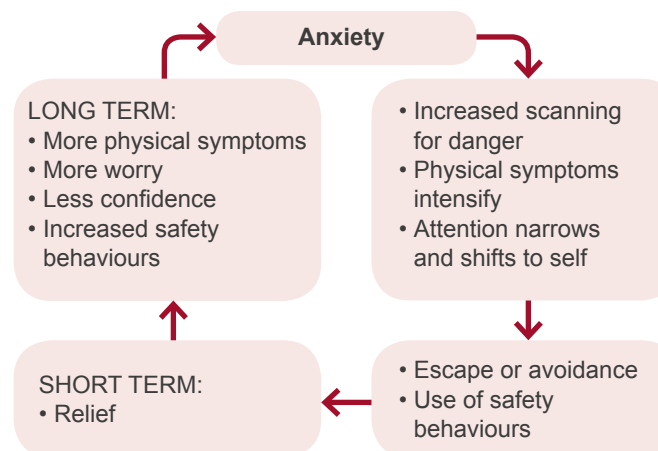 Anxiety
LONG TERM:
• More physical symptoms
• More worry
• Less confidence
• Increased safety
behaviours
• Increased scanning
for danger
• Physical symptoms
intensify
• Attention narrows
and shifts to self
SHORT TERM:
• Relief
• Escape or avoidance
• Use of safety
behaviours